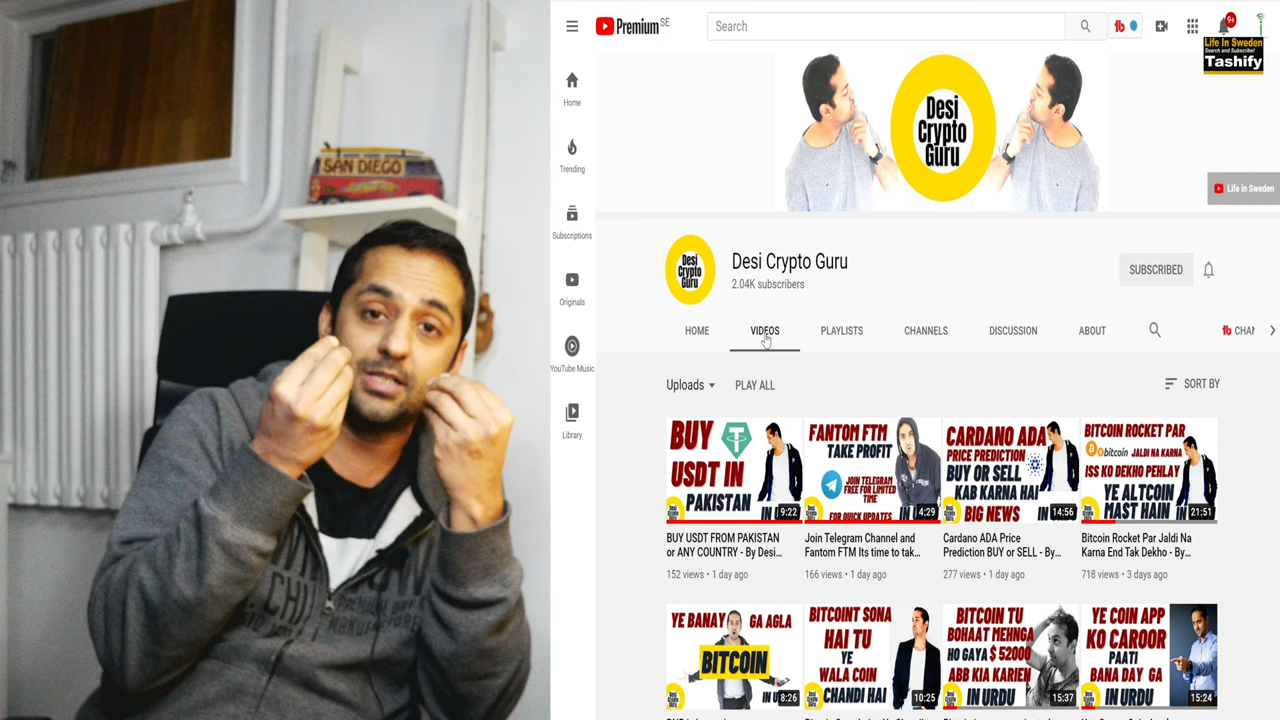 SAN DIEGO
Premium SE
Search
9+
Life In Sweden
Search and Subscribe!
Tashify
Home
Trending
Subscriptions
Originals
YouTube Music
Library
Desi
Crypto
Guru
Life in Sweden
Desi
Crypto
Guru
Desi Crypto Guru
2.04K subscribers
SUBSCRIBED
HOME VIDEOS PLAYLISTS CHANNELS DISCUSSION ABOUT CHAN
Uploads PLAY ALL
SORT BY
BUY
USDT IN
PAKISTAN
9:22
FANTOM FTM
TAKE PROFIT
JOIN TELEGRAM
FREE FOR LIMITED
TIME
FOR QUICK UPDATES
4:29
CARDANO ADA
PRICE PREDICTION
BUY OR SELL
KAB KARNA HAI
BIG NEWS
14:56
BITCOIN ROCKET PAR
bitcoin JALDI NA KARNA
ISS KO DEKHO PEHLAY
YE ALTCOIN
MAST HAIN
21:51
BUY USDT FROM PAKISTAN
or ANY COUNTRY - By Desi...
152 views • 1 day ago
Join Telegram Channel and
Fantom FTM Its time to tak...
166 views • 1 day ago
Cardano ADA Price
Prediction BUY or SELL - By...
277 views • 1 day ago
Bitcoin Rocket Par Jaldi Na
Karna End Tak Dekho - By...
718 views • 3 days ago
YE BANAY GA AGLA
BITCOIN
8:26
BITCOINT SONA
HAI TU
YE
WALA COIN
CHANDI HAI
10:25
BITCOIN TU
BOHAAT MEHNGA
HO GAYA $ 52000
ABB KIA KARIEN
IN URDU
15:37
YE COIN APP
KO CAROOR
PAATI
BANA DAY GA
IN URDU
15:24